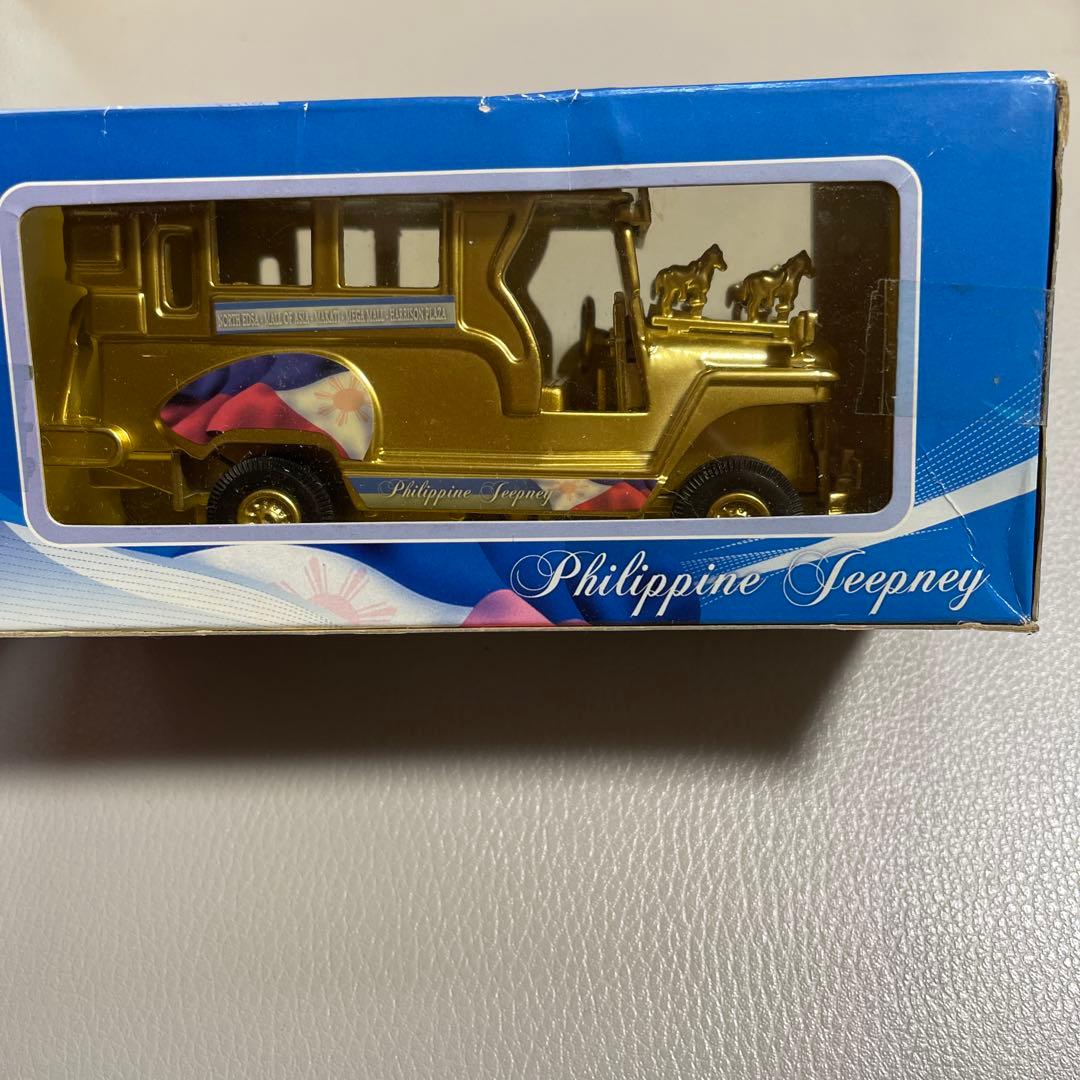 NORTH EDSA - MALL OF ASIA - MAKATI - MEGA MALL - HARRISON PLAZA
Philippine Jeepney
Philippine Jeepney